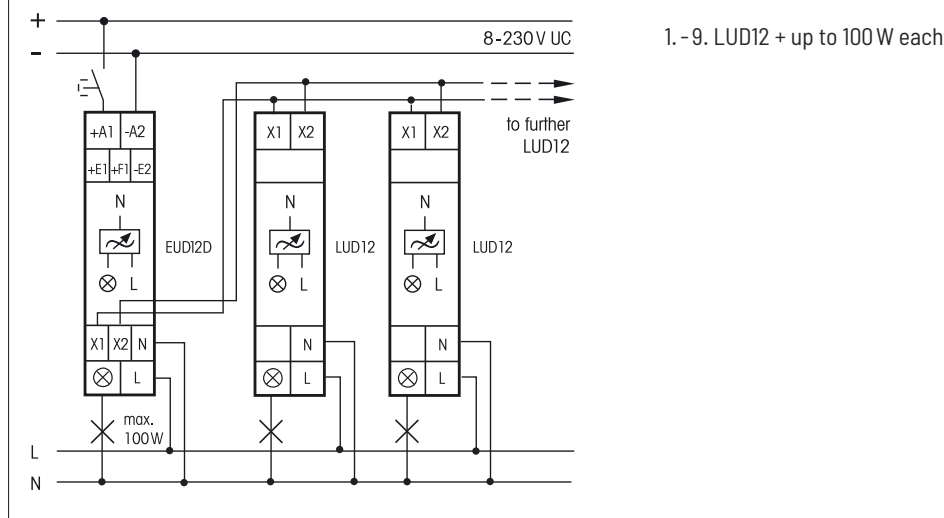 +
8-230 V UC
1. - 9. LUD12 + up to 100 W each
-
to further
LUD12
+A1 -A2
+E1 +F1 -E2
X1 X2
X1 X2
N
N
N
EUD12D
LUD12
LUD12
L
L
L
X1 X2 N
N
N
L
L
L
max.
100W
L
N